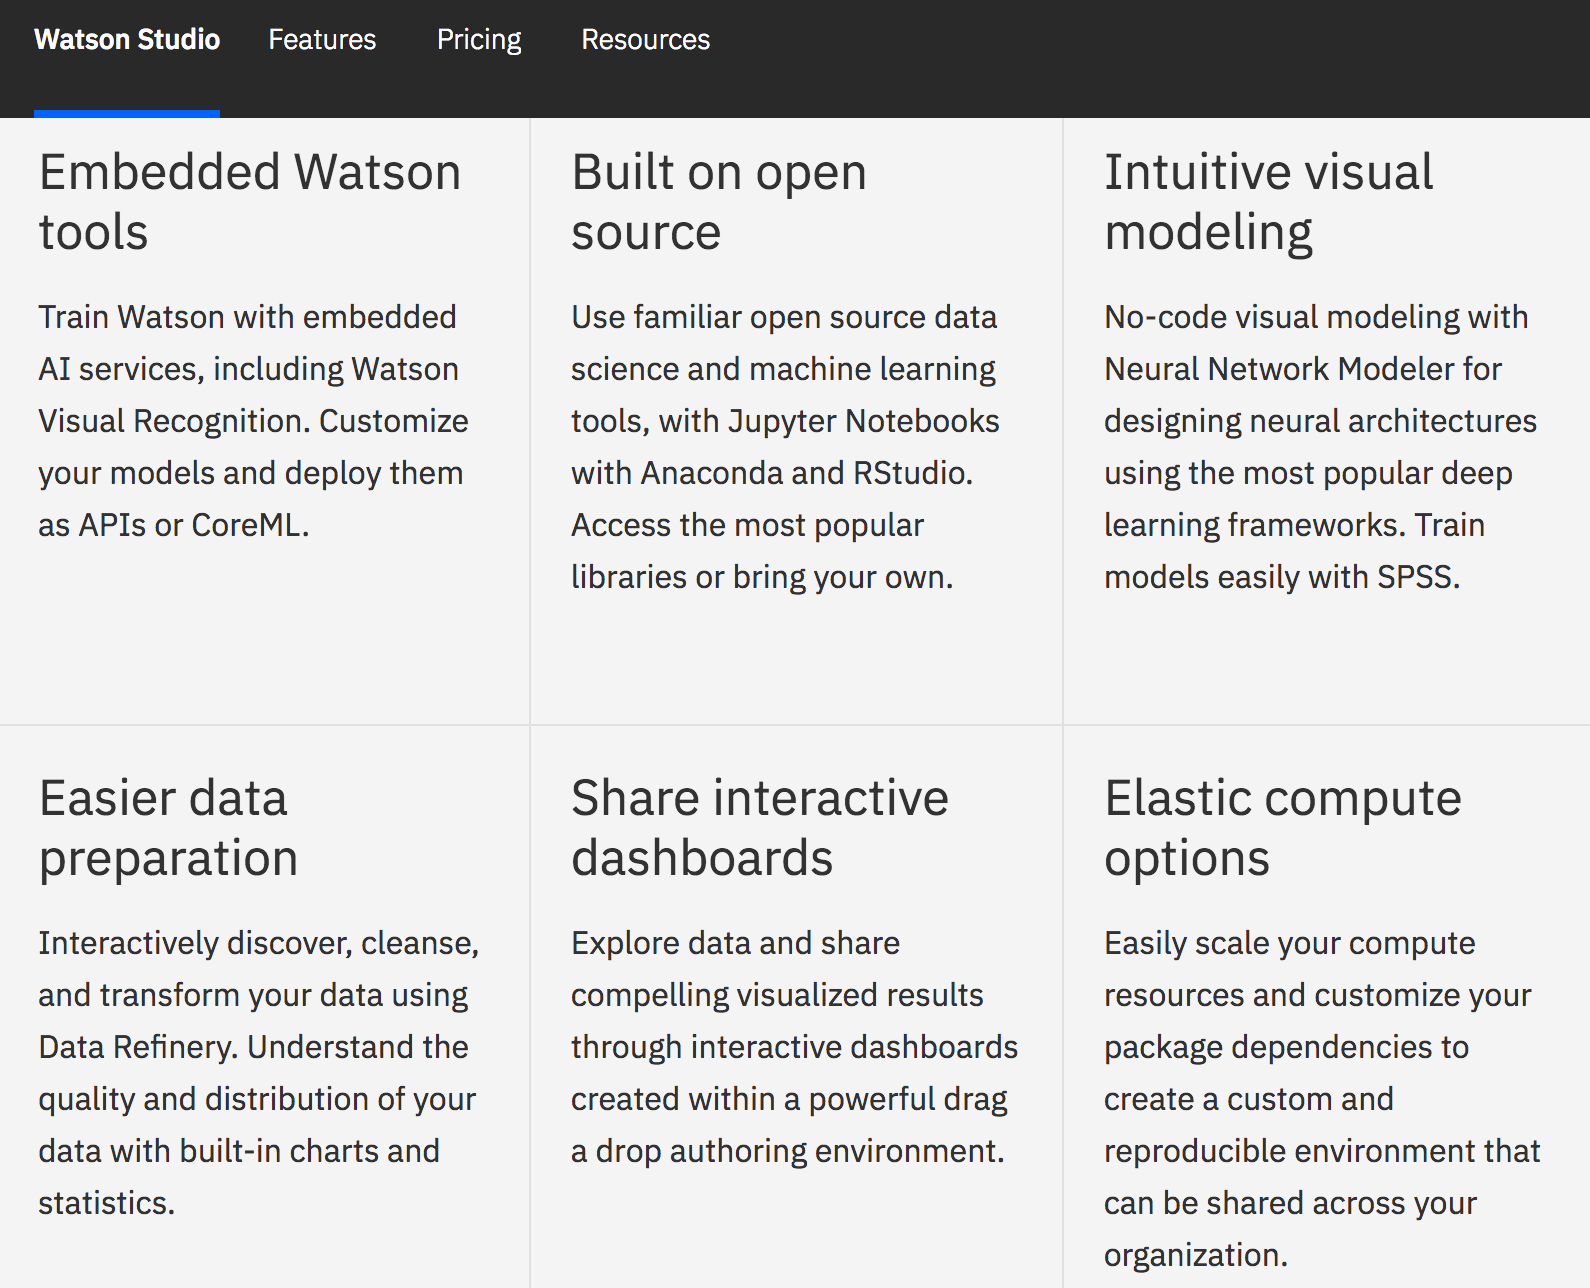 Watson Studio Features Pricing Resources
Embedded Watson
tools
Train Watson with embedded
AI services, including Watson
Visual Recognition. Customize
your models and deploy them
as APIs or CoreML.
Built on open
source
Use familiar open source data
science and machine learning
tools, with Jupyter Notebooks
with Anaconda and RStudio.
Access the most popular
libraries or bring your own.
Intuitive visual
modeling
No-code visual modeling with
Neural Network Modeler for
designing neural architectures
using the most popular deep
learning frameworks. Train
models easily with SPSS.
Easier data
preparation
Interactively discover, cleanse,
and transform your data using
Data Refinery. Understand the
quality and distribution of your
data with built-in charts and
statistics.
Share interactive
dashboards
Explore data and share
compelling visualized results
through interactive dashboards
created within a powerful drag
a drop authoring environment.
Elastic compute
options
Easily scale your compute
resources and customize your
package dependencies to
create a custom and
reproducible environment that
can be shared across your
organization.